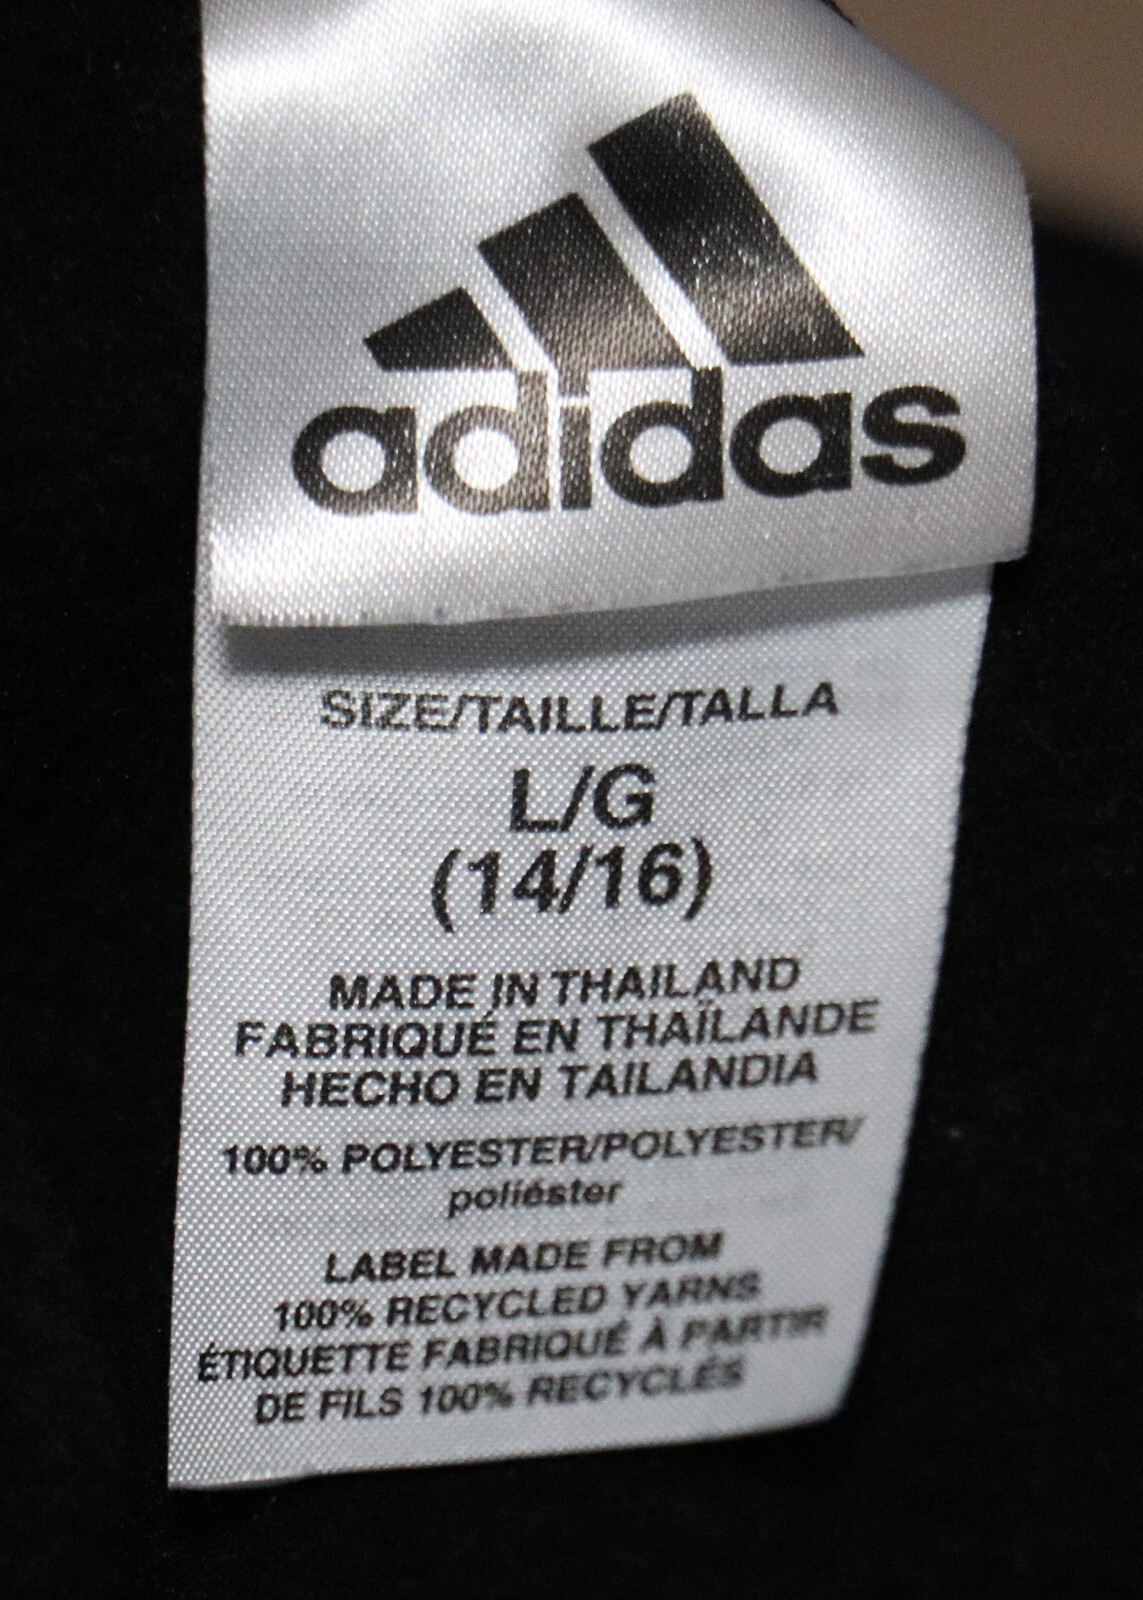 adidas
SIZE/TAILLE/TALLA
L/G
(14/16)
MADE IN THAILAND
FABRIQUÉ EN THAÏLANDE
HECHO EN TAILANDIA
100% POLYESTER/POLYESTER/
poliéster
LABEL MADE FROM
100% RECYCLED YARNS
ÉTIQUETTE FABRIQUÉ À PARTIR
DE FILS 100% RECYCLÉS